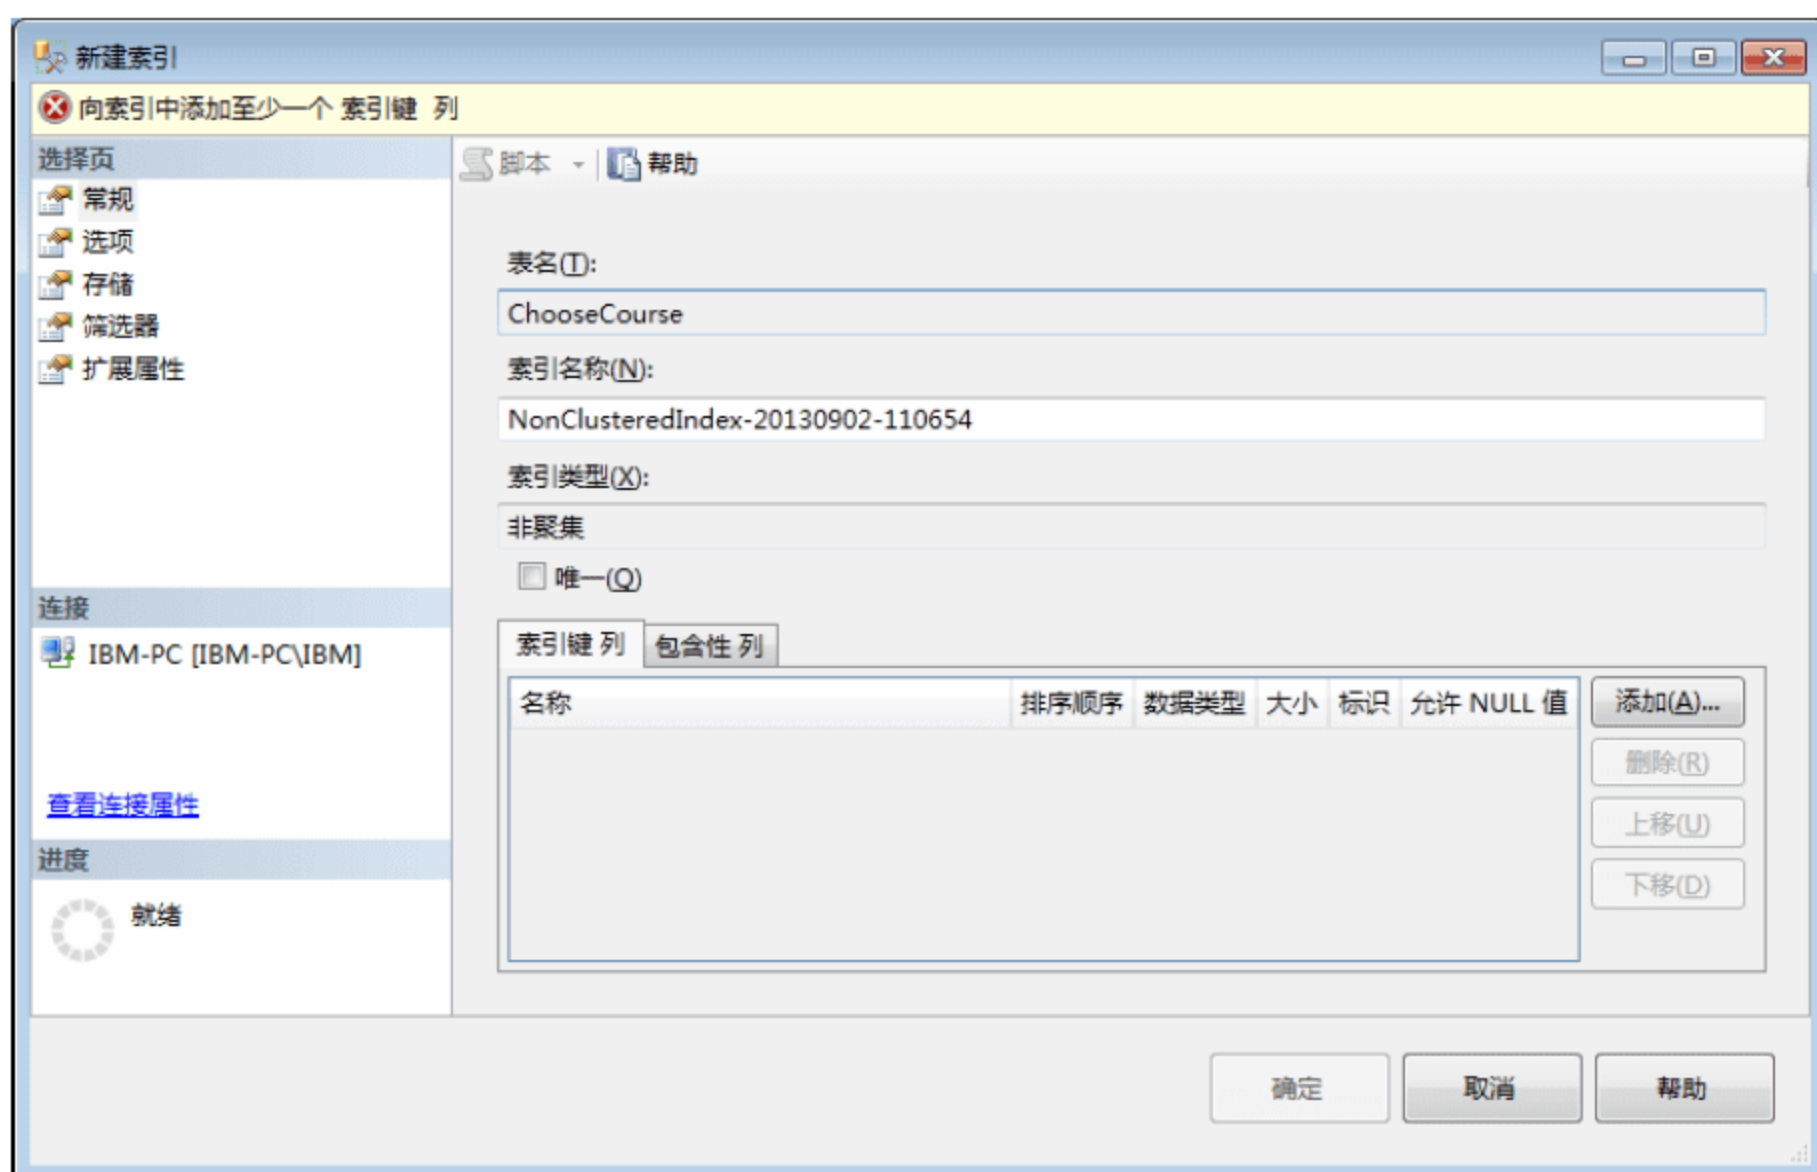 新建索引
向索引中添加至少一个 索引键 列
选择页
常规
选项
存储
筛选器
扩展属性
连接
IBM-PC [IBM-PC\IBM]
查看连接属性
进度
就绪
脚本 帮助
表名(T):
ChooseCourse
索引名称(N):
NonClusteredIndex-20130902-110654
索引类型(X):
非聚集
唯一(Q)
索引键 列 包含性 列
名称 排序顺序 数据类型 大小 标识 允许 NULL 值
添加(A)...
删除(R)
上移(U)
下移(D)
确定 取消 帮助